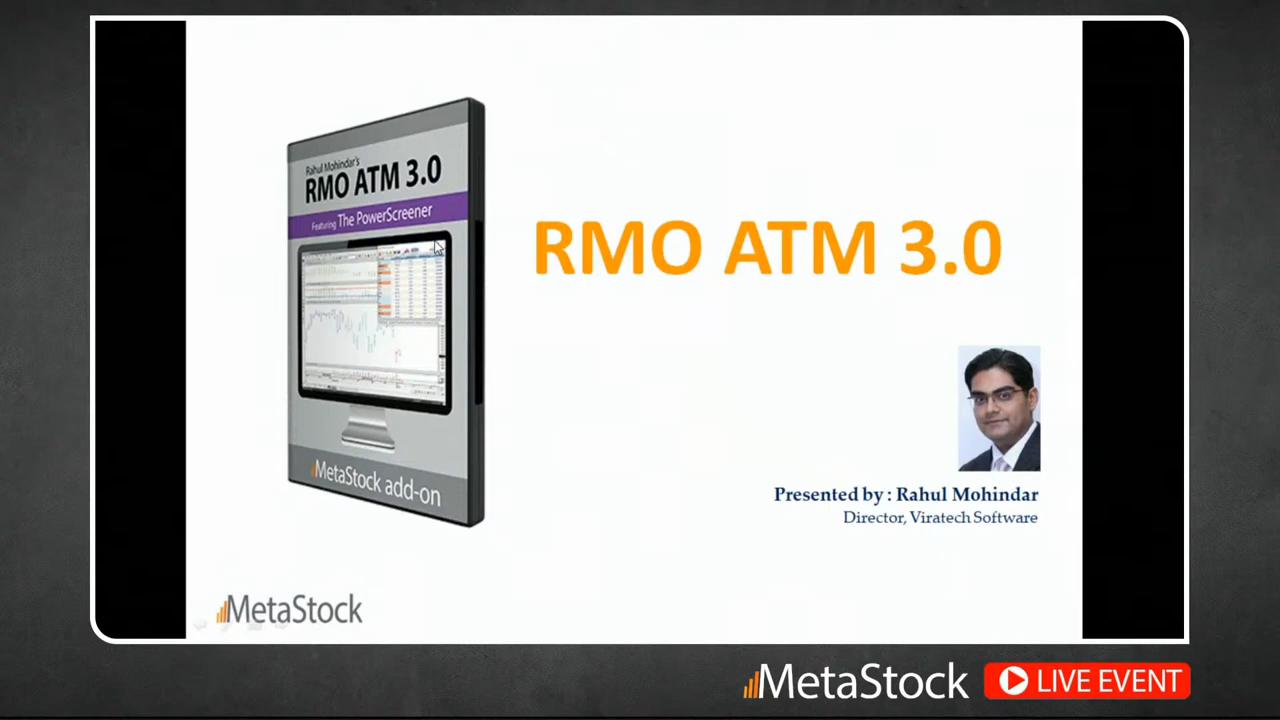 Rahul Mohindar's
RMO ATM 3.0
Featuring The PowerScreener
MetaStock add-on
RMO ATM 3.0
Presented by : Rahul Mohindar
Director, Viratech Software
MetaStock
MetaStock
LIVE EVENT